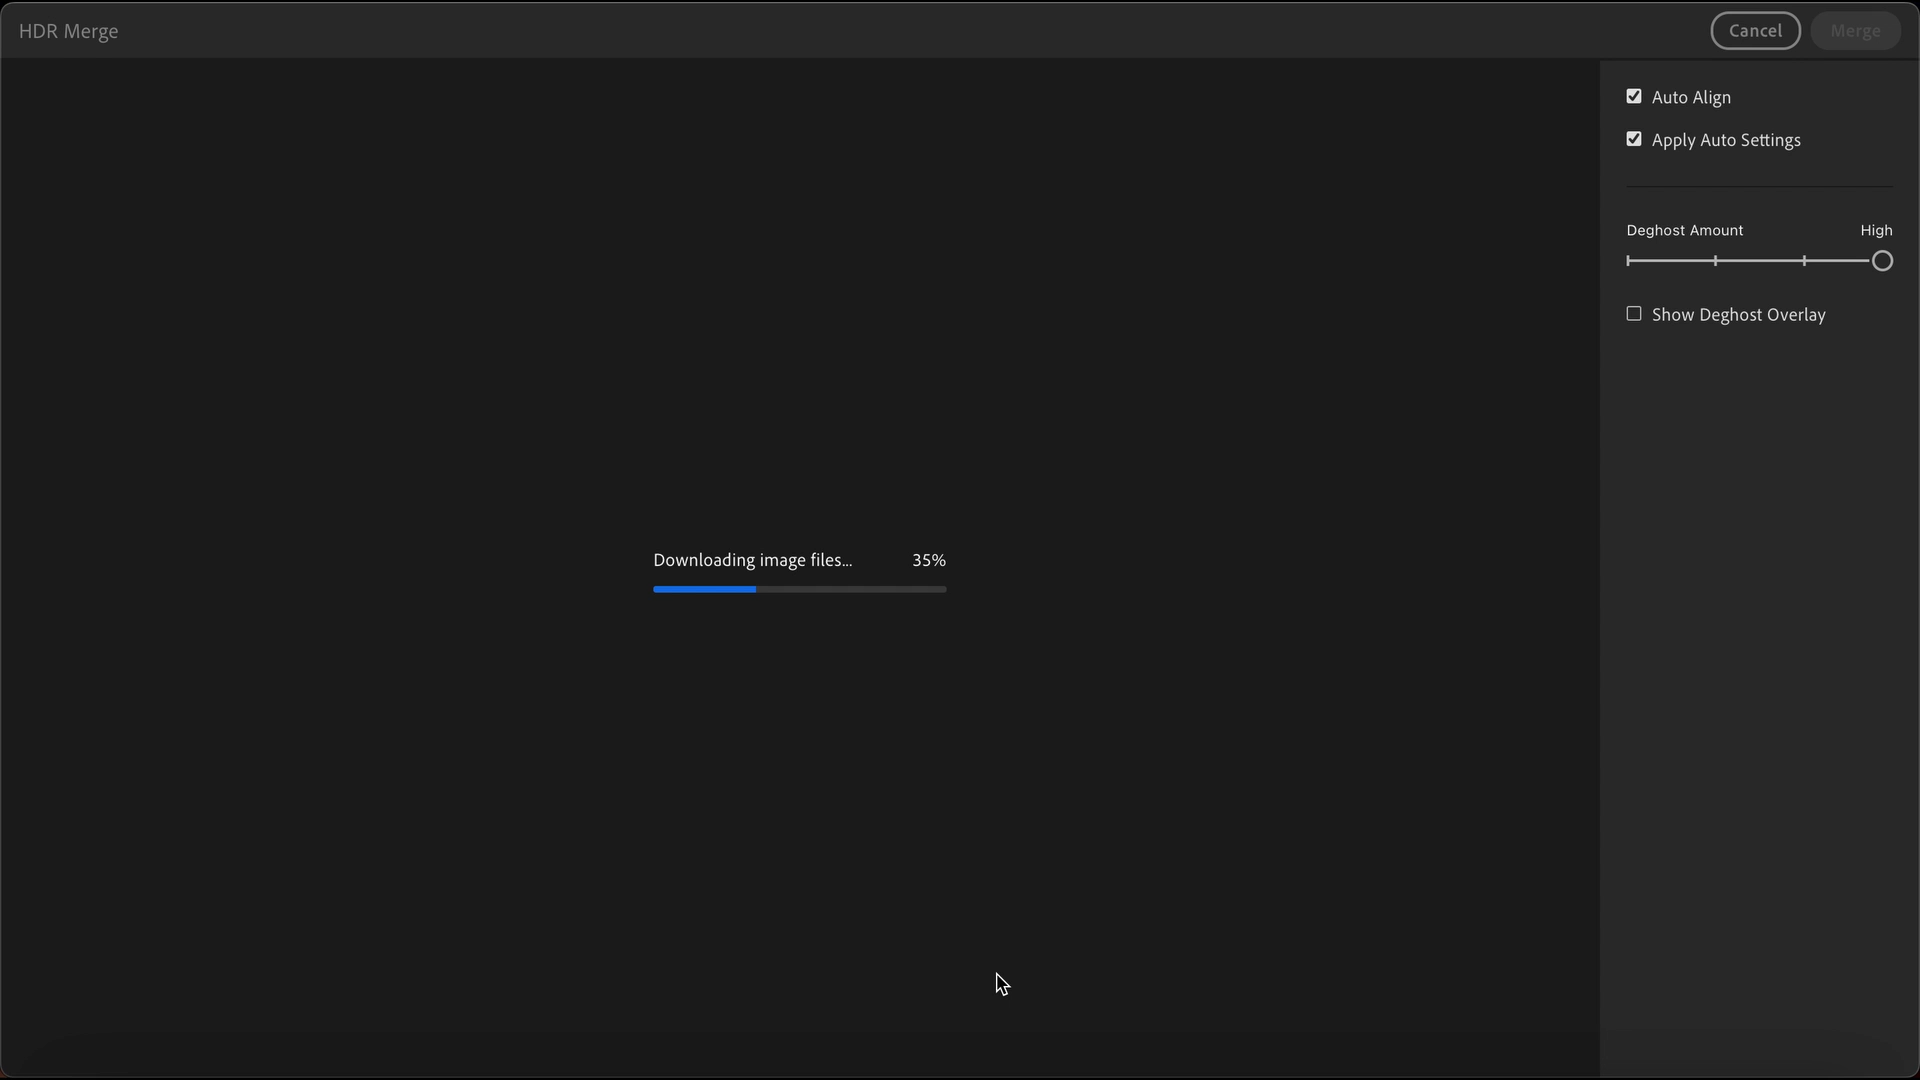 HDR Merge
Cancel
Merge
Auto Align
Apply Auto Settings
Deghost Amount High
Show Deghost Overlay
Downloading image files... 35%